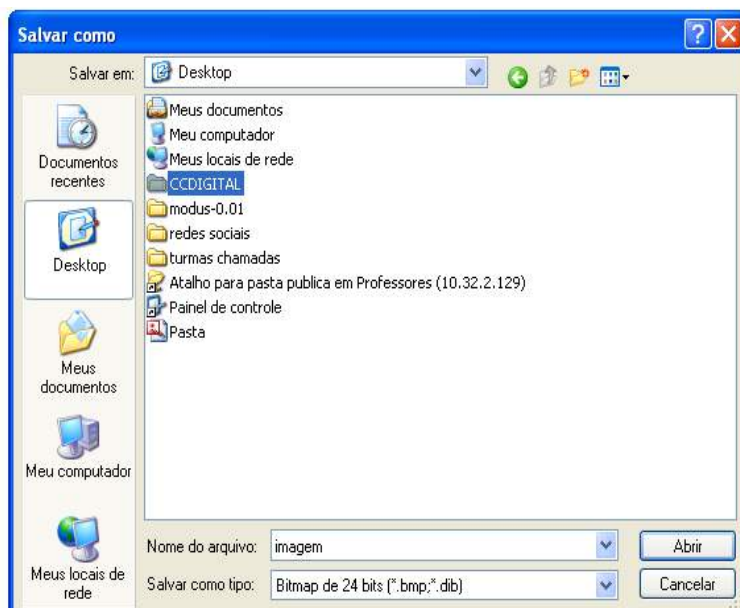 Salvar como
Salvar em: Desktop
Documentos
recentes
Desktop
Meus
documentos
Meu computador
Meus locais de
rede
Meus documentos
Meu computador
Meus locais de rede
CCDIGITAL
modus-0.01
redes sociais
turmas chamadas
Atalho para pasta publica em Professores (10.32.2.129)
Painel de controle
Pasta
Nome do arquivo: imagem Abrir
Salvar como tipo: Bitmap de 24 bits (*.bmp;*.dib) Cancelar